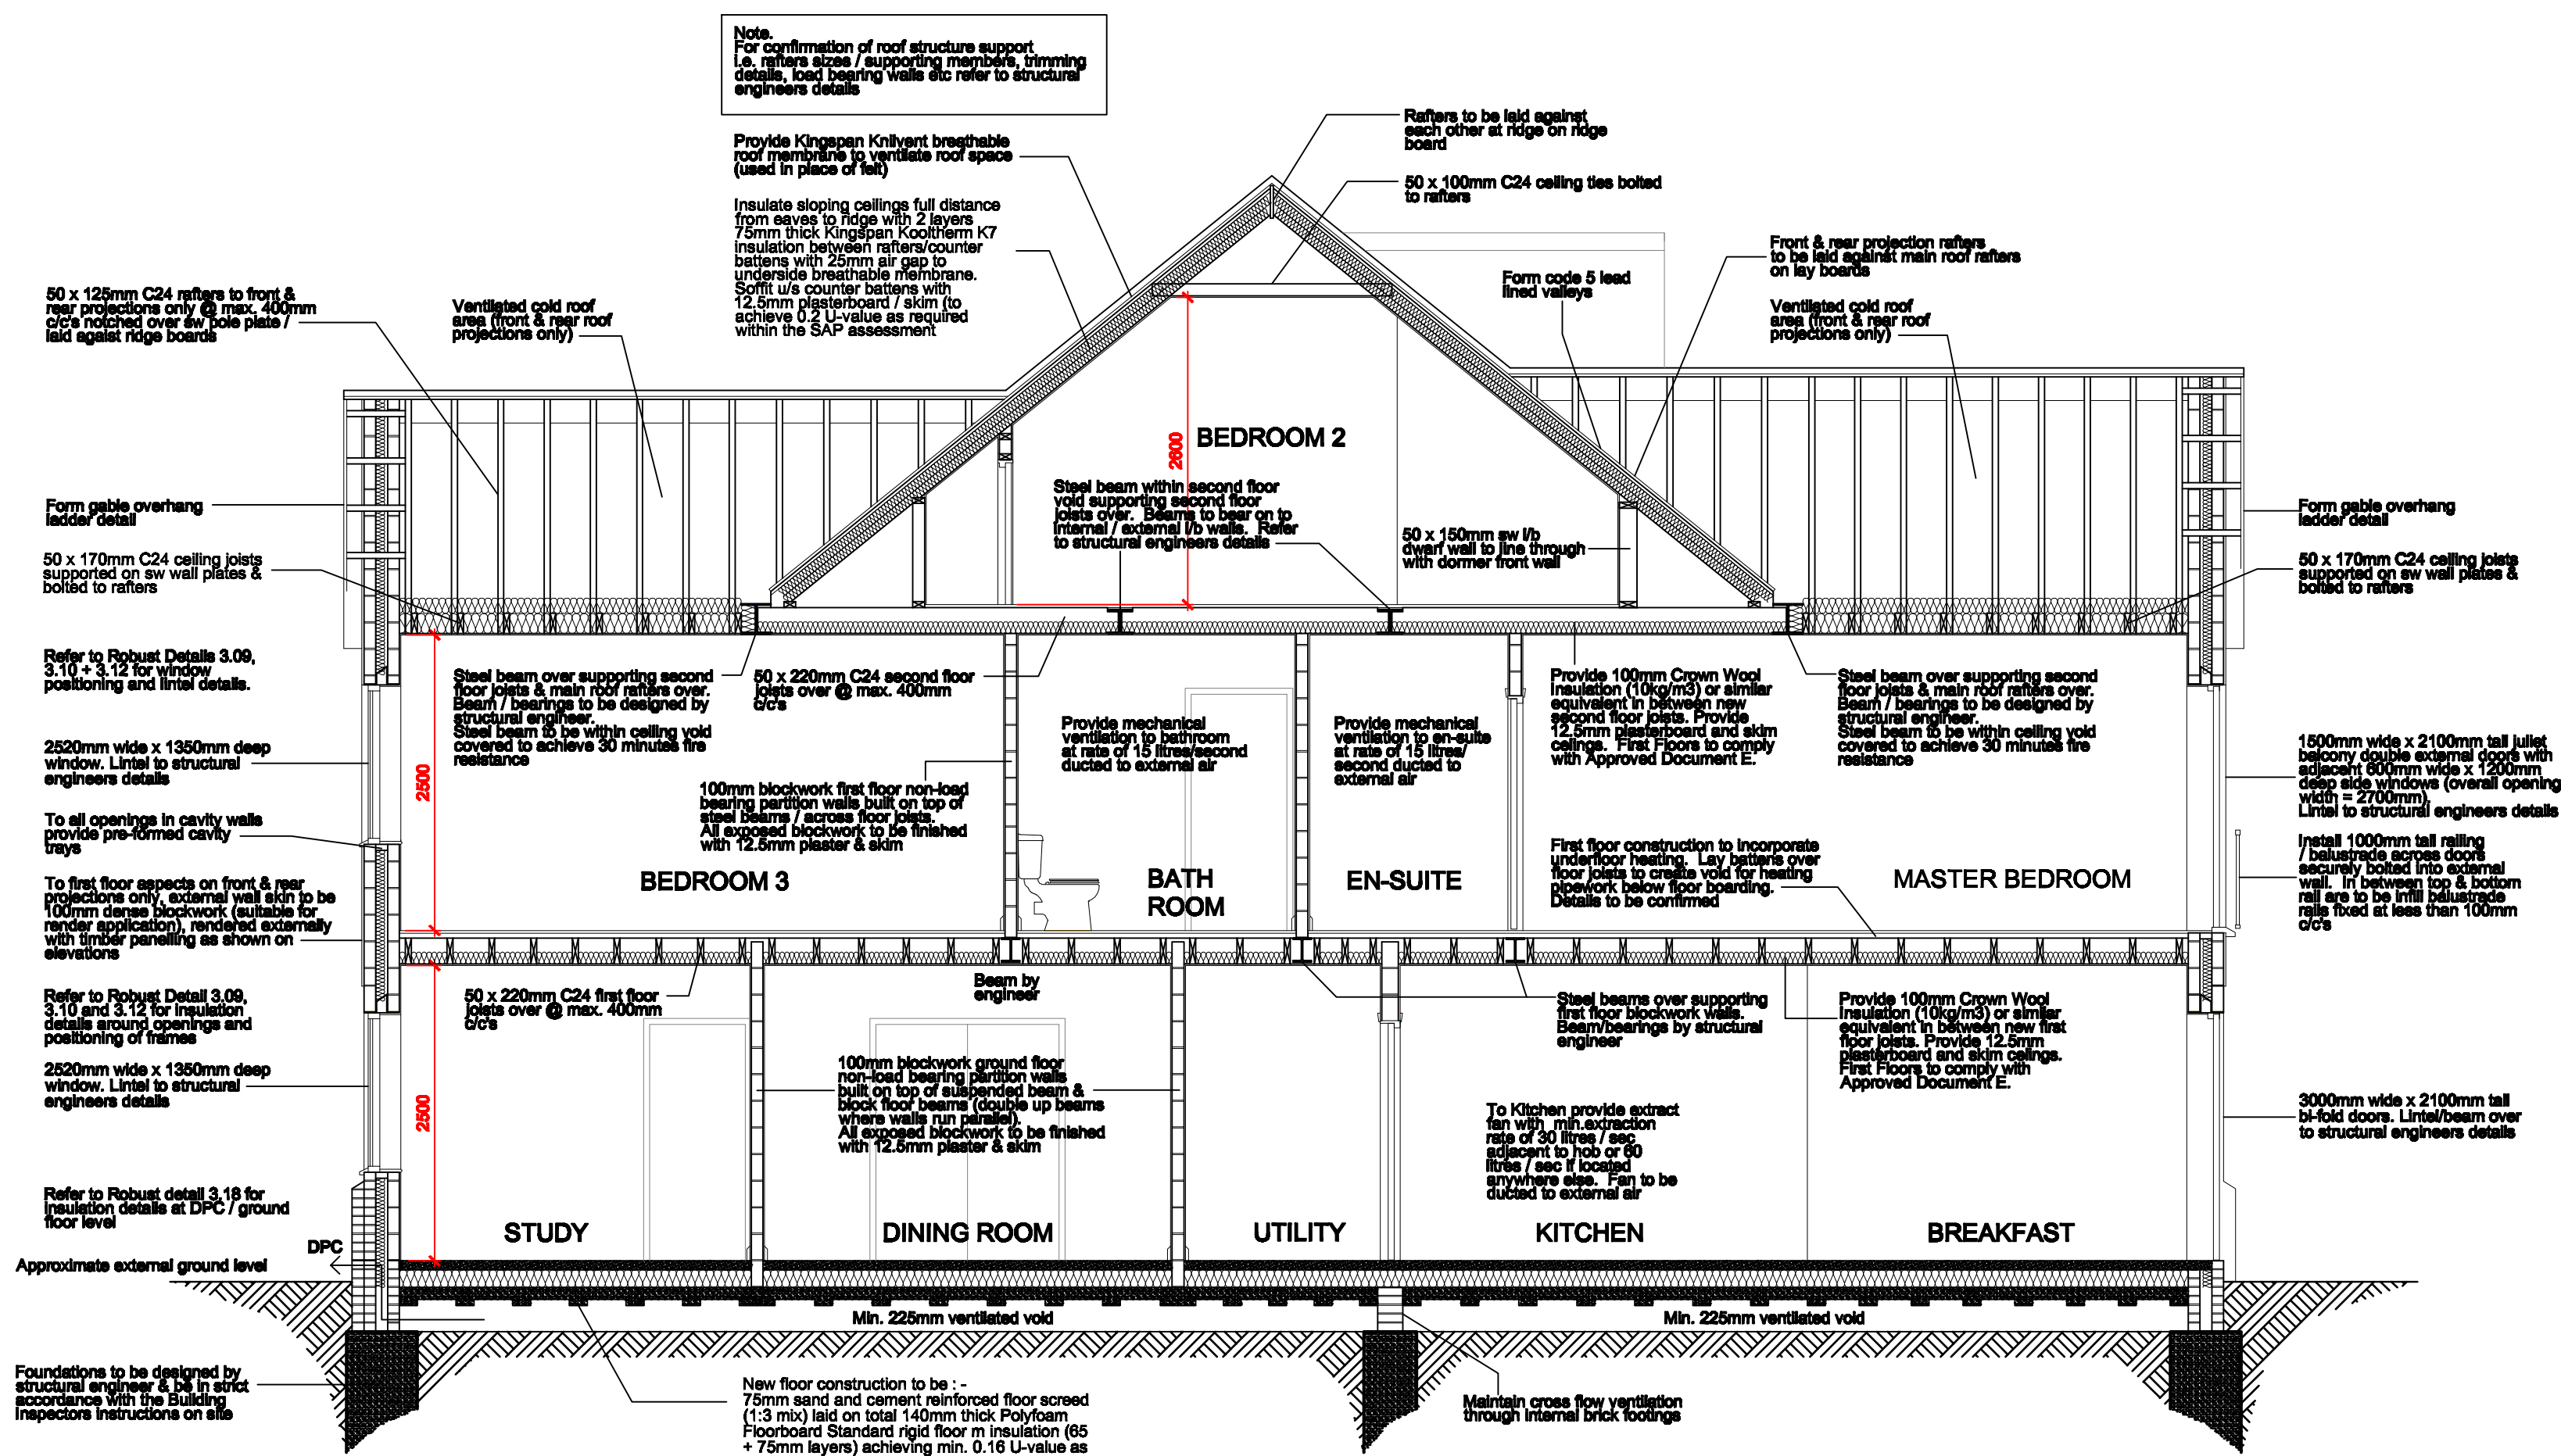 Note.
For confirmation of roof structure support
i.e. rafters sizes / supporting members, trimming
details, load bearing walls etc refer to structural
engineers details
Provide Kingspan Knilvent breathable
roof membrane to ventilate roof space
(used in place of felt)
Insulate sloping ceilings full distance
from eaves to ridge with 2 layers
75mm thick Kingspan Kooltherm K7
insulation between rafters/counter
battens with 25mm air gap to
underside breathable membrane.
Soffit u/s counter battens with
12.5mm plasterboard / skim (to
achieve 0.2 U-value as required
within the SAP assessment
Rafters to be laid against
each other at ridge on ridge
board
50 x 100mm C24 ceiling ties bolted
to rafters
Form code 5 lead
lined valleys
Front & rear projection rafters
to be laid against main roof rafters
on lay boards
Ventilated cold roof
area (front & rear roof
projections only)
50 x 125mm C24 rafters to front &
rear projections only @ max. 400mm
c/c's notched over sw pole plate /
laid agaist ridge boards
Ventilated cold roof
area (front & rear roof
projections only)
Form gable overhang
ladder detail
50 x 170mm C24 ceiling joists
supported on sw wall plates &
bolted to rafters
2600
BEDROOM 2
Steel beam within second floor
void supporting second floor
joists over. Beams to bear on to
internal / external l/b walls. Refer
to structural engineers details
50 x 150mm sw l/b
dwarf wall to line through
with dormer front wall
Form gable overhang
ladder detail
50 x 170mm C24 ceiling joists
supported on sw wall plates &
bolted to rafters
Refer to Robust Details 3.09,
3.10 + 3.12 for window
positioning and lintel details.
2520mm wide x 1350mm deep
window. Lintel to structural
engineers details
To all openings in cavity walls
provide pre-formed cavity
trays
To first floor aspects on front & rear
projections only, external wall skin to be
100mm dense blockwork (suitable for
render application), rendered externally
with timber panelling as shown on
elevations
2500
Steel beam over supporting second
floor joists & main roof rafters over.
Beam / bearings to be designed by
structural engineer.
Steel beam to be within ceiling void
covered to achieve 30 minutes fire
resistance
50 x 220mm C24 second floor
joists over @ max. 400mm
c/c's
100mm blockwork first floor non-load
bearing partition walls built on top of
steel beams / across floor joists.
All exposed blockwork to be finished
with 12.5mm plaster & skim
BEDROOM 3
Provide mechanical
ventilation to bathroom
at rate of 15 litres/second
ducted to external air
BATH
ROOM
Provide mechanical
ventilation to en-suite
at rate of 15 litres/
second ducted to
external air
EN-SUITE
Provide 100mm Crown Wool
Insulation (10kg/m3) or similar
equivalent in between new
second floor joists. Provide
12.5mm plasterboard and skim
celings. First Floors to comply
with Approved Document E.
First floor construction to incorporate
underfloor heating. Lay battens over
floor joists to create void for heating
pipework below floor boarding.
Details to be confirmed
Steel beam over supporting second
floor joists & main roof rafters over.
Beam / bearings to be designed by
structural engineer.
Steel beam to be within ceiling void
covered to achieve 30 minutes fire
resistance
MASTER BEDROOM
1500mm wide x 2100mm tall juliet
balcony double external doors with
adjacent 600mm wide x 1200mm
deep side windows (overall opening
width = 2700mm).
Lintel to structural engineers details
Install 1000mm tall railing
/ balustrade across doors
securely bolted into external
wall. In between top & bottom
rail are to be infill balustrade
rails fixed at less than 100mm
c/c's
Refer to Robust Detail 3.09,
3.10 and 3.12 for insulation
details around openings and
positioning of frames
2520mm wide x 1350mm deep
window. Lintel to structural
engineers details
Refer to Robust detail 3.18 for
insulation details at DPC / ground
floor level
DPC
Approximate external ground level
2500
50 x 220mm C24 first floor
joists over @ max. 400mm
c/c's
Beam by
engineer
100mm blockwork ground floor
non-load bearing partition walls
built on top of suspended beam &
block floor beams (double up beams
where walls run parallel).
All exposed blockwork to be finished
with 12.5mm plaster & skim
Steel beams over supporting
first floor blockwork walls.
Beam/bearings by structural
engineer
Provide 100mm Crown Wool
Insulation (10kg/m3) or similar
equivalent in between new first
floor joists. Provide 12.5mm
plasterboard and skim celings.
First Floors to comply with
Approved Document E.
To Kitchen provide extract
fan with min.extraction
rate of 30 litres / sec
adjacent to hob or 60
litres / sec if located
anywhere else. Fan to be
ducted to external air
3000mm wide x 2100mm tall
bi-fold doors. Lintel/beam over
to structural engineers details
STUDY
DINING ROOM
UTILITY
KITCHEN
BREAKFAST
Min. 225mm ventilated void
Min. 225mm ventilated void
Foundations to be designed by
structural engineer & be in strict
accordance with the Building
Inspectors instructions on site
New floor construction to be : -
75mm sand and cement reinforced floor screed
(1:3 mix) laid on total 140mm thick Polyfoam
Floorboard Standard rigid floor m insulation (65
+ 75mm layers) achieving min. 0.16 U-value as
Maintain cross flow ventilation
through internal brick footings